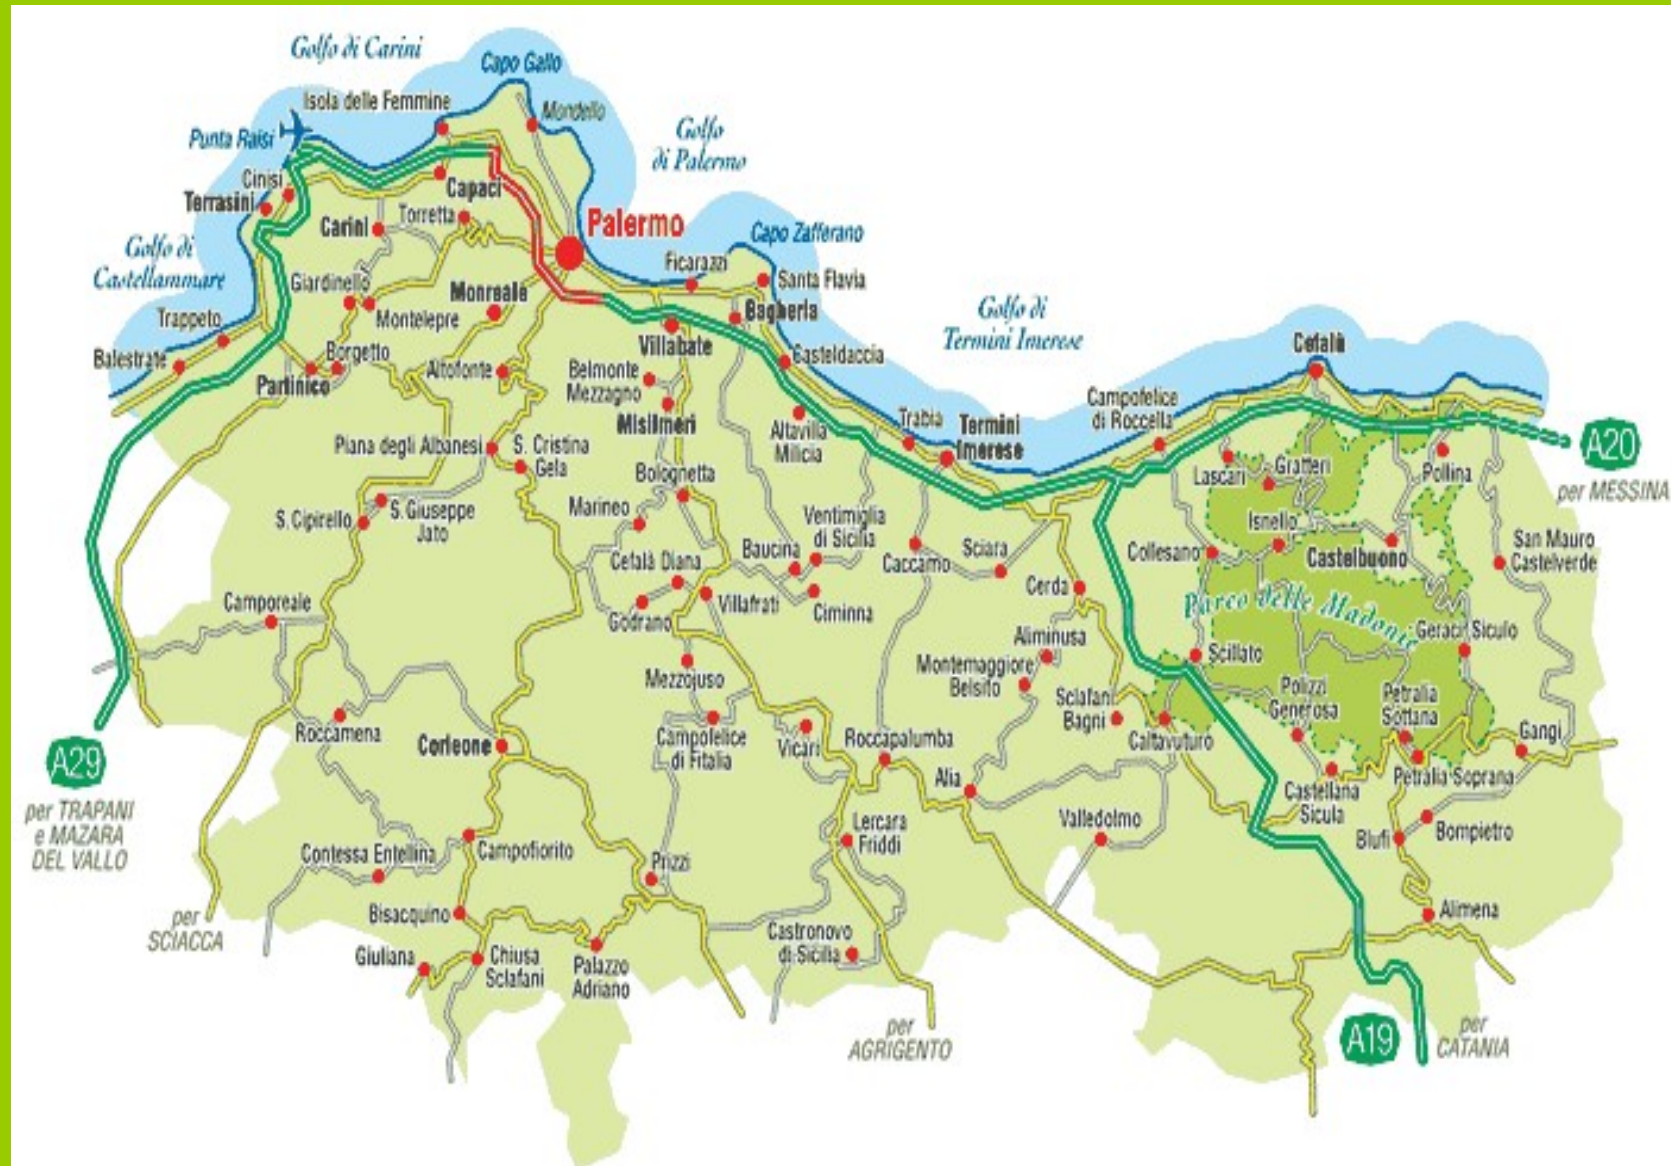 Golfo di Carini
Capo Gallo
Isola delle Femmine
Mondello
Punta Raisi
Golfo
di Palermo
Cinisi
Terrasini
Capaci
Torretta
Carini
Palermo
Capo Zafferano
Golfo di
Castellammare
Ficarazzi
Santa Flavia
Giardinello
Monreale
Montelepre
Bagheria
Golfo di
Termini Imerese
Trappeto
Villabate
Cefalù
Balestrate
Borgetto
Partinico
Altofonte
Belmonte
Mezzagno
Casteldaccia
Misilmeri
Altavilla
Milicia
Trabia
Termini
Imerese
Campofelice
di Roccella
A20
per MESSINA
Piana degli Albanesi
S. Cristina
Gela
Bolognetta
Lascari
Gratteri
Pollina
S. Cipirello
S. Giuseppe
Jato
Marineo
Ventimiglia
di Sicilia
Baucina
Caccamo
Sciara
Isnello
Collesano
Castelbuono
San Mauro
Castelverde
Cefalà Diana
Villafrati
Ciminna
Cerda
Camporeale
Godrano
Parco delle Madonie
Aliminusa
Geraci Siculo
Montemaggiore
Belsito
Scillato
Mezzojuso
Sclafani
Bagni
Polizzi
Generosa
Petralia
Sottana
Roccamena
Corleone
Campofelice
di Fitalia
Vicari
Roccapalumba
Caltavuturo
Gangi
A29
per TRAPANI
e MAZARA
DEL VALLO
Alia
Castellana
Sicula
Petralia Soprana
Lercara
Friddi
Valledolmo
Blufi
Bompietro
Contessa Entellina
Campofiorito
Prizzi
per
SCIACCA
Bisacquino
Alimena
Giuliana
Chiusa
Sclafani
Palazzo
Adriano
Castronovo
di Sicilia
per
AGRIGENTO
A19
per
CATANIA